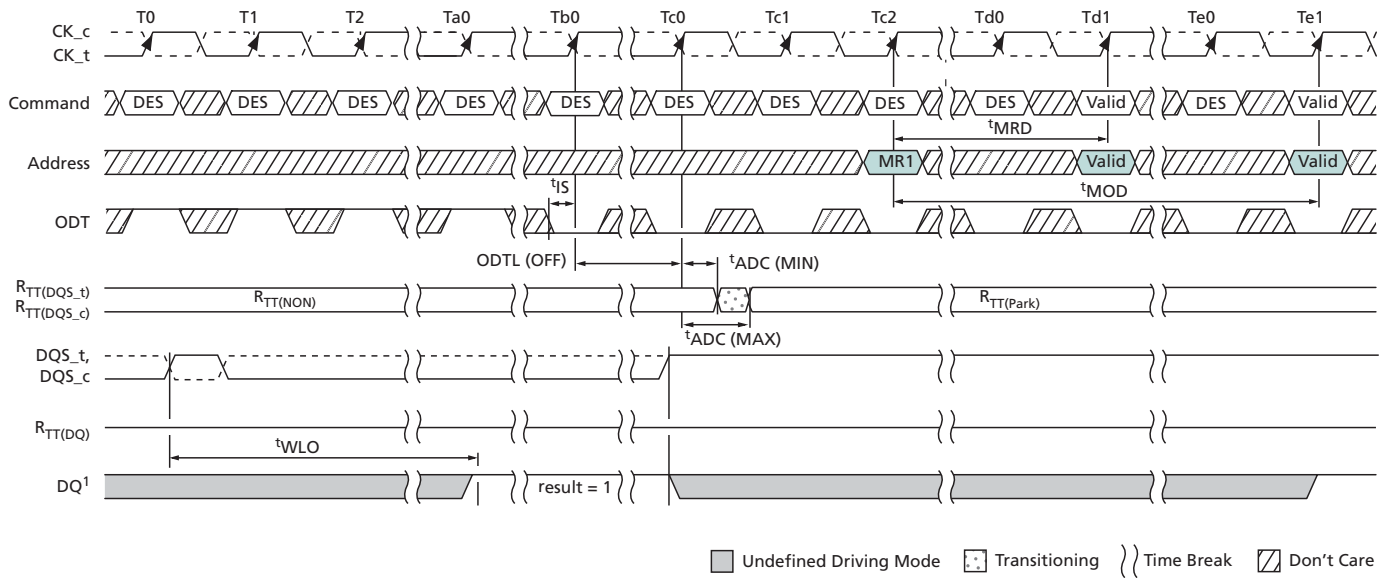 T0 T1 T2 Ta0 Tb0 Tc0 Tc1 Tc2 Td0 Td1 Te0 Te1
CK_c
CK_t
Command DES DES DES DES DES DES DES DES DES Valid DES Valid
tMRD
Address MR1 Valid Valid
tIS tMOD
ODT
ODTL (OFF) tADC (MIN)
RTT(DQS_t)
RTT(NON) RTT(Park)
RTT(DQS_c)
tADC (MAX)
DQS_t,
DQS_c
RTT(DQ)
tWLO
DQ1 result = 1
Undefined Driving Mode Transitioning Time Break Don't Care